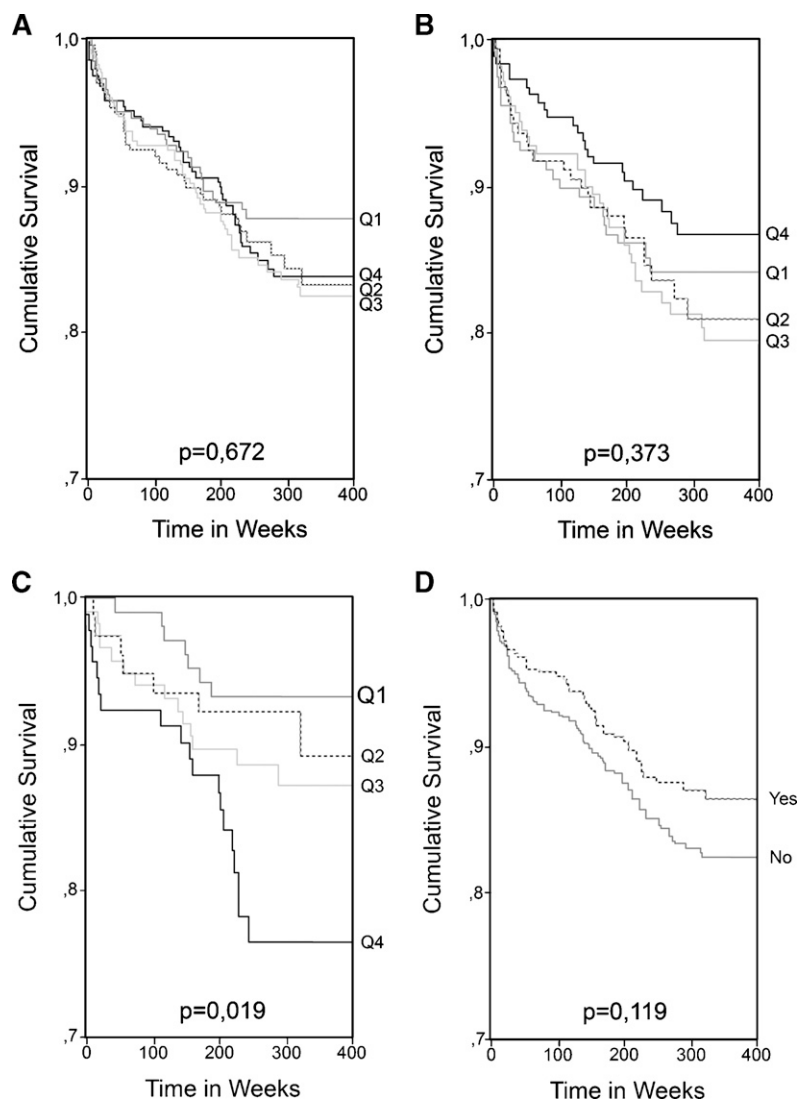 A
1,0
,9
,8
,7
Cumulative Survival
Q1
Q4
Q2
Q3
p=0,672
0 100 200 300 400
Time in Weeks
B
1,0
,9
,8
,7
Cumulative Survival
Q4
Q1
Q2
Q3
p=0,373
0 100 200 300 400
Time in Weeks
C
1,0
,9
,8
,7
Cumulative Survival
Q1
Q2
Q3
Q4
p=0,019
0 100 200 300 400
Time in Weeks
D
1,0
,9
,8
,7
Cumulative Survival
Yes
No
p=0,119
0 100 200 300 400
Time in Weeks